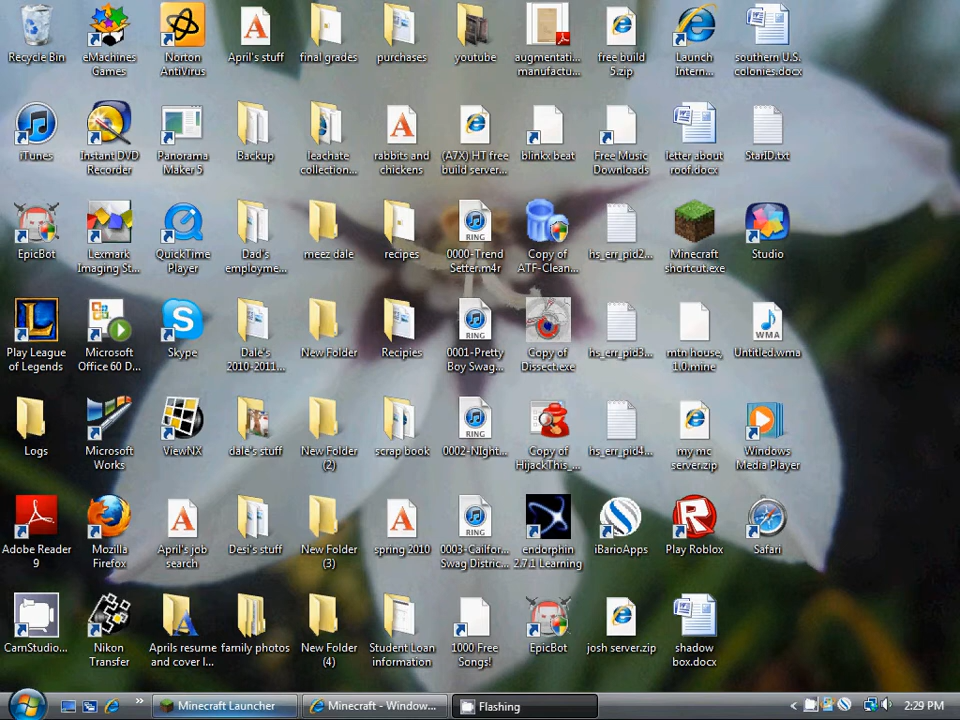 Recycle Bin
eMachines
Games
Norton
AntiVirus
April's stuff
final grades
purchases
youtube
augmentati...
manufactu...
free build
5.zip
Launch
Intern...
southern U.S.
colonies.docx
iTunes
Instant DVD
Recorder
Panorama
Maker 5
Backup
leachate
collection...
rabbits and
chickens
(A7X) HT free
build server...
blinkx beat
Free Music
Downloads
letter about
roof.docx
StarID.txt
EpicBot
Lexmark
Imaging St...
QuickTime
Player
Dad's
employme...
meez dale
recipes
RING
0000-Trend
Setter.m4r
Copy of
ATF-Clean...
hs_err_pid2...
Minecraft
shortcut.exe
Studio
Play League
of Legends
Microsoft
Office 60 D...
Skype
Dale's
2010-2011...
New Folder
Recipies
RING
0001-Pretty
Boy Swag...
Copy of
Dissect.exe
hs_err_pid3...
mtn house,
1.0.mine
WMA
Untitled.wma
Logs
Microsoft
Works
ViewNX
dale's stuff
New Folder
(2)
scrap book
RING
0002-NIght...
Copy of
HijackThis_...
hs_err_pid4...
my mc
server.zip
Windows
Media Player
Adobe Reader
9
Mozilla
Firefox
April's job
search
Desi's stuff
New Folder
(3)
spring 2010
RING
0003-Cailfor...
Swag Distric...
endorphin
2.7.1 Learning
iBarioApps
Play Roblox
Safari
CamStudio...
Nikon
Transfer
Aprils resume
and cover l...
family photos
New Folder
(4)
Student Loan
information
1000 Free
Songs!
EpicBot
josh server.zip
shadow
box.docx
Minecraft Launcher
Minecraft - Window...
Flashing
2:29 PM